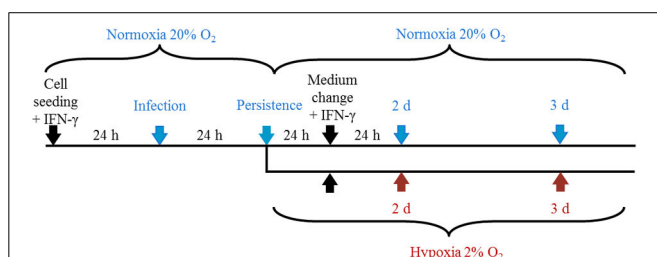 Normoxia 20% O₂ Normoxia 20% O₂
Cell
seeding
+ IFN-γ
Infection
Persistence
Medium
change
+ IFN-γ
2 d
3 d
24 h 24 h 24 h 24 h
2 d 3 d
Hypoxia 2% O₂